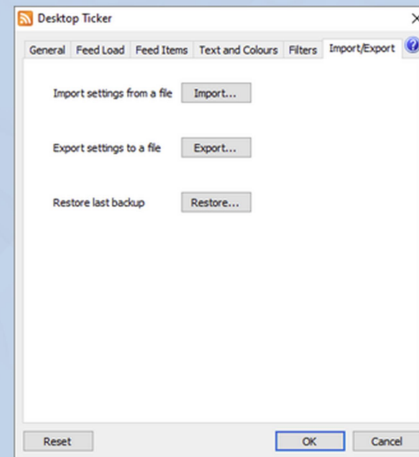 Desktop Ticker
General Feed Load Feed Items Text and Colours Filters Import/Export
Import settings from a file Import...
Export settings to a file Export...
Restore last backup Restore...
Reset OK Cancel